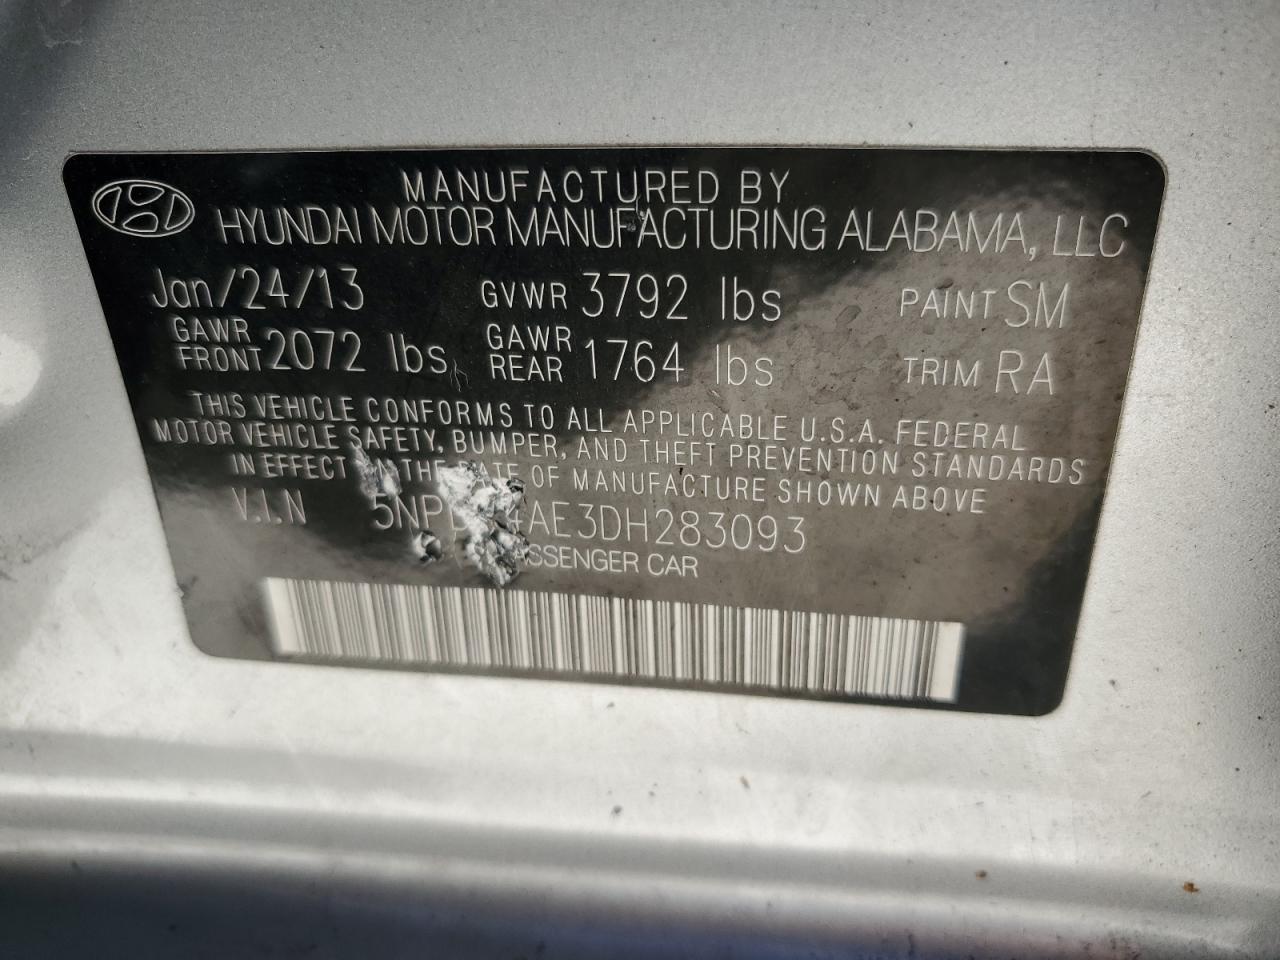 MANUFACTURED BY
HYUNDAI MOTOR MANUFACTURING ALABAMA, LLC
Jan/24/13 GVWR 3792 lbs PAINT SM
GAWR FRONT 2072 lbs GAWR REAR 1764 lbs TRIM RA
THIS VEHICLE CONFORMS TO ALL APPLICABLE U.S.A. FEDERAL
MOTOR VEHICLE SAFETY, BUMPER, AND THEFT PREVENTION STANDARDS
IN EFFECT THE DATE OF MANUFACTURE SHOWN ABOVE
V.I.N
CAR